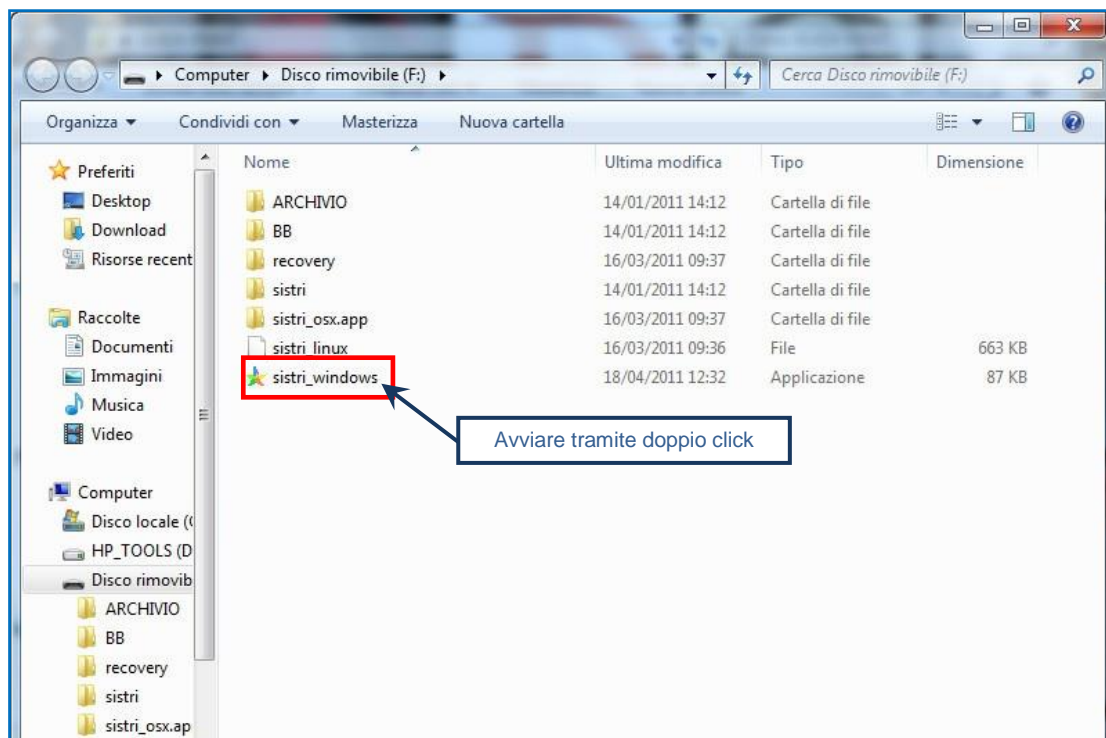 Computer Disco rimovibile (F:)
Cerca Disco rimovibile (F:)
Organizza Condividi con Masterizza Nuova cartella
Nome Ultima modifica Tipo Dimensione
ARCHIVIO 14/01/2011 14:12 Cartella di file
BB 14/01/2011 14:12 Cartella di file
recovery 16/03/2011 09:37 Cartella di file
sistri 14/01/2011 14:12 Cartella di file
sistri_osx.app 16/03/2011 09:37 Cartella di file
sistri_linux 16/03/2011 09:36 File 663 KB
sistri_windows 18/04/2011 12:32 Applicazione 87 KB
Avviare tramite doppio click
Preferiti
Desktop
Download
Risorse recent
Raccolte
Documenti
Immagini
Musica
Video
Computer
Disco locale (
HP_TOOLS (D
Disco rimovib
ARCHIVIO
BB
recovery
sistri
sistri_osx.ap